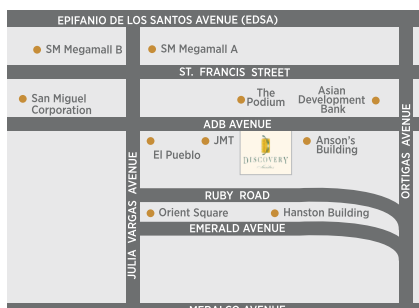 EPIFANIO DE LOS SANTOS AVENUE (EDSA)
SM Megamall B
SM Megamall A
ST. FRANCIS STREET
San Miguel
Corporation
The
Podium
Asian
Development
Bank
ADB AVENUE
El Pueblo
JMT
DISCOVERY
Anson's
Building
JULIA VARGAS AVENUE
ORTIGAS AVENUE
RUBY ROAD
Orient Square
Hanston Building
EMERALD AVENUE
MERALCO AVENUE